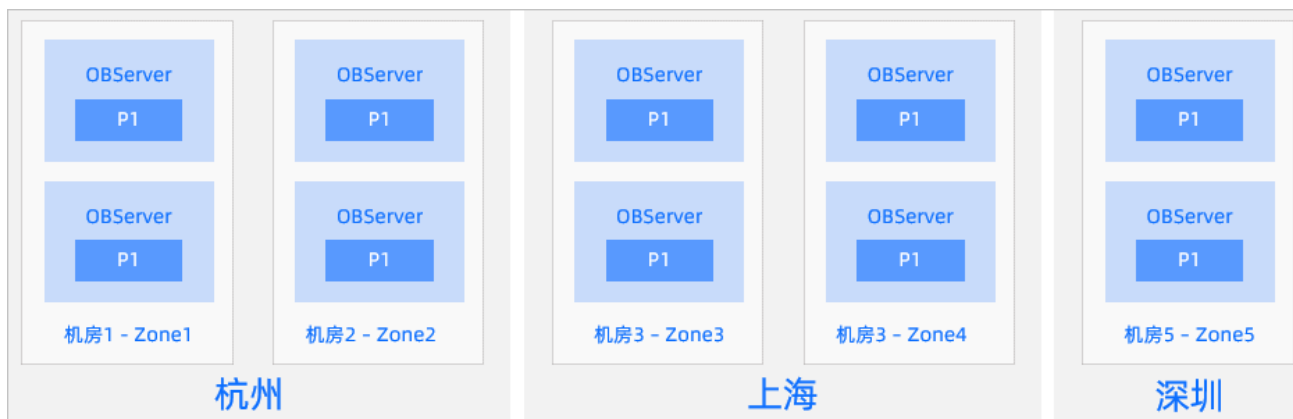 OBServer
P1
OBServer
P1
机房1 - Zone1
OBServer
P1
OBServer
P1
机房2 - Zone2
杭州
OBServer
P1
OBServer
P1
机房3 - Zone3
OBServer
P1
OBServer
P1
机房3 - Zone4
上海
OBServer
P1
OBServer
P1
机房5 - Zone5
深圳